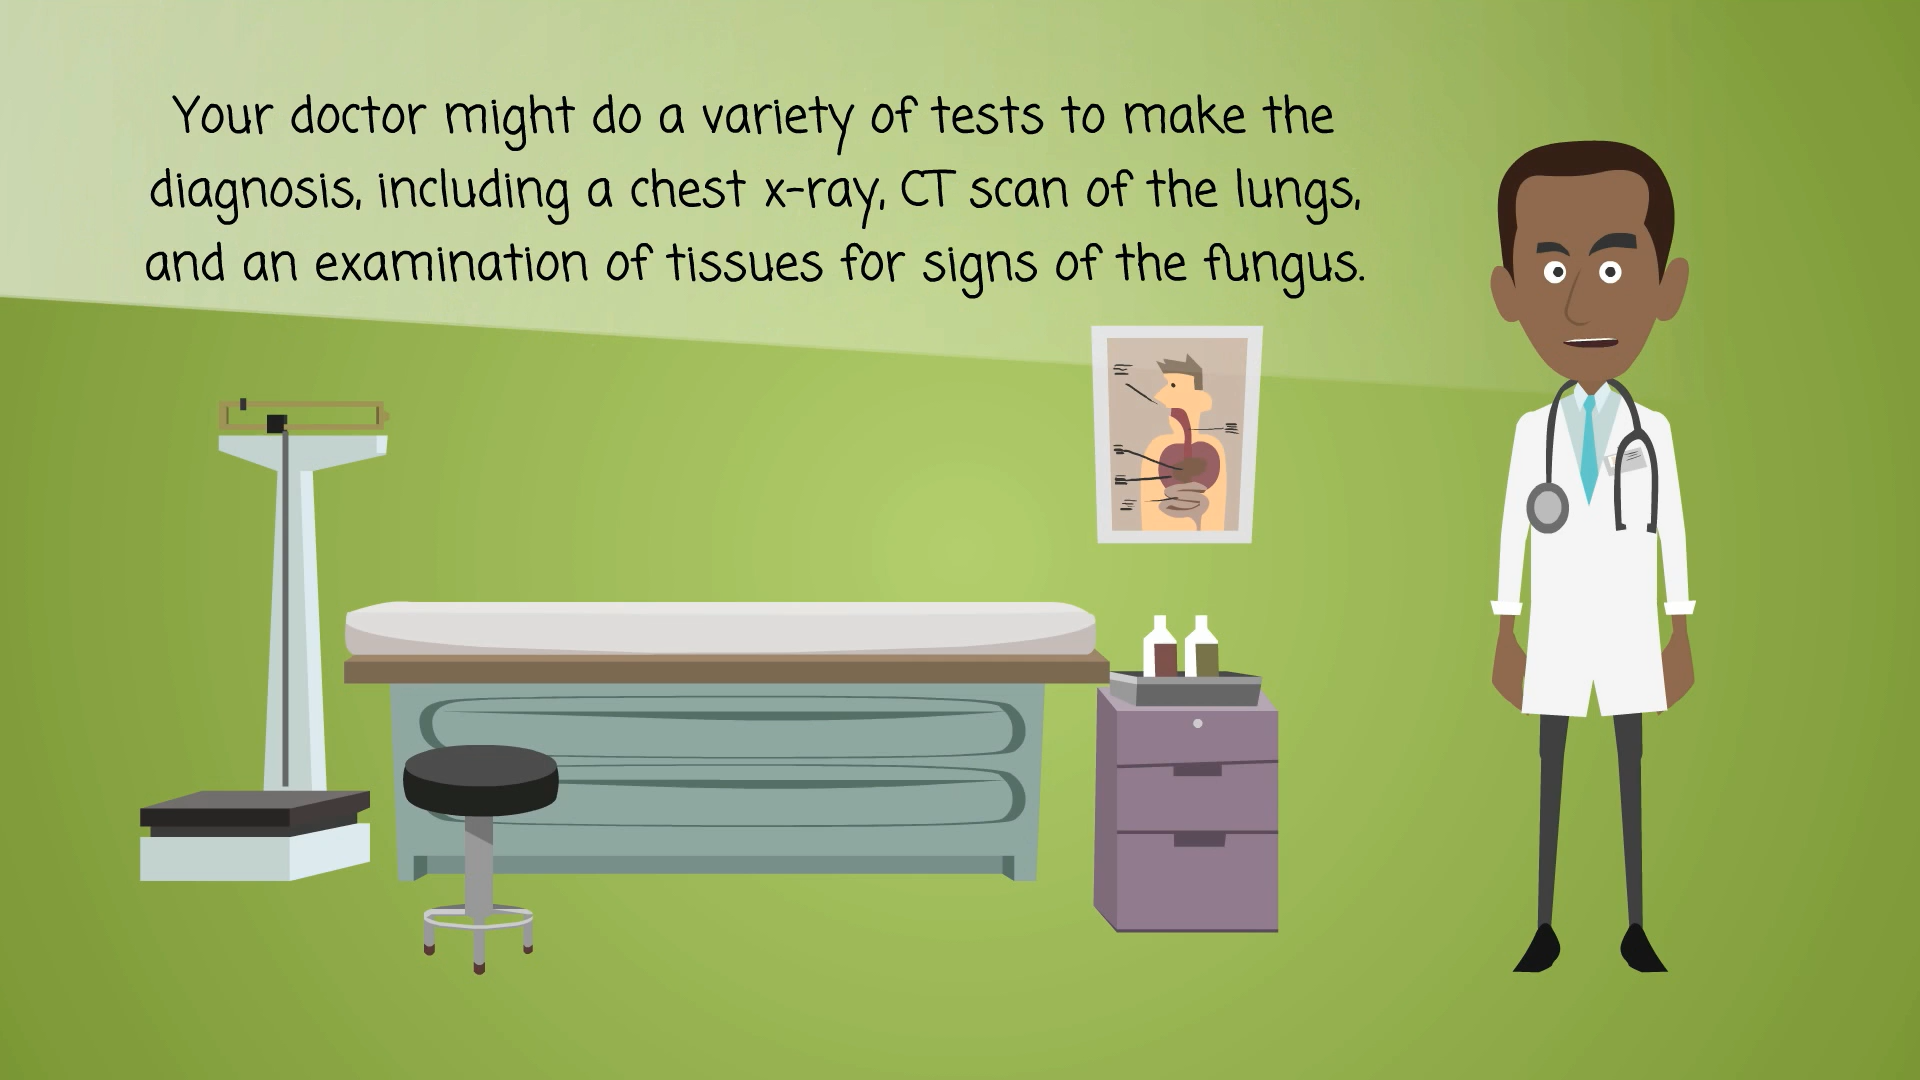 Your doctor might do a variety of tests to make the
diagnosis, including a chest x-ray, CT scan of the lungs,
and an examination of tissues for signs of the fungus.